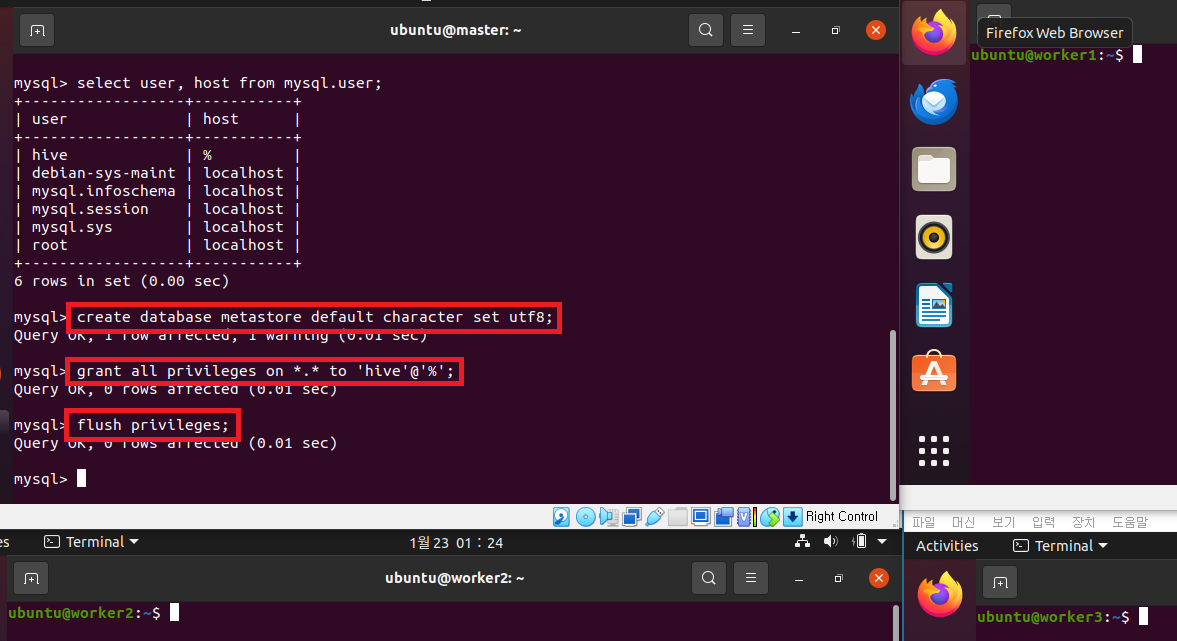 ubuntu@master: ~
Firefox Web Browser
ubuntu@worker1:~$
mysql> select user, host from mysql.user;
+------------------+-----------+
| user             | host      |
+------------------+-----------+
| hive             | %         |
| debian-sys-maint | localhost |
| mysql.infoschema | localhost |
| mysql.session    | localhost |
| mysql.sys        | localhost |
| root             | localhost |
+------------------+-----------+
6 rows in set (0.00 sec)
mysql> create database metastore default character set utf8;
Query OK, 1 row affected, 1 warning (0.01 sec)
mysql> grant all privileges on *.* to 'hive'@'%';
Query OK, 0 rows affected (0.01 sec)
mysql> flush privileges;
Query OK, 0 rows affected (0.01 sec)
mysql>
Right Control
파일 머신 보기 입력 장치 도움말
es Terminal 1월 23 01 : 24
Activities Terminal
ubuntu@worker2: ~
ubuntu@worker2:~$
ubuntu@worker3:~$